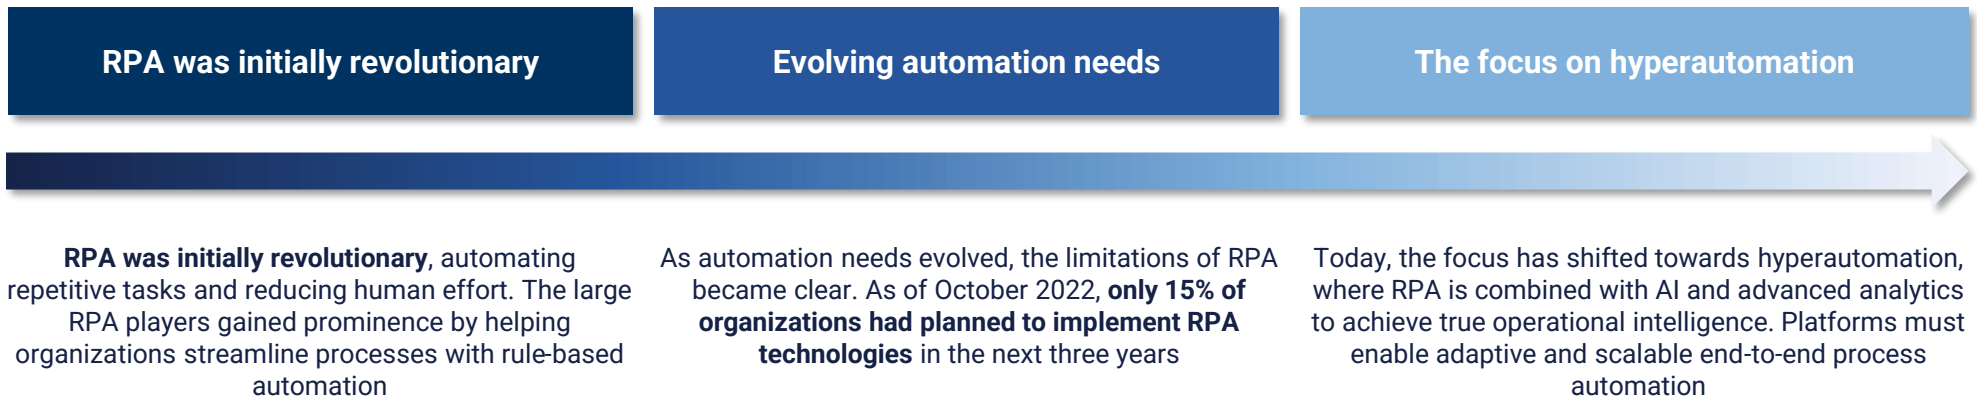 RPA was initially revolutionary
Evolving automation needs
The focus on hyperautomation
RPA was initially revolutionary, automating
repetitive tasks and reducing human effort. The large
RPA players gained prominence by helping
organizations streamline processes with rule-based
automation
As automation needs evolved, the limitations of RPA
became clear. As of October 2022, only 15% of
organizations had planned to implement RPA
technologies in the next three years
Today, the focus has shifted towards hyperautomation,
where RPA is combined with AI and advanced analytics
to achieve true operational intelligence. Platforms must
enable adaptive and scalable end-to-end process
automation